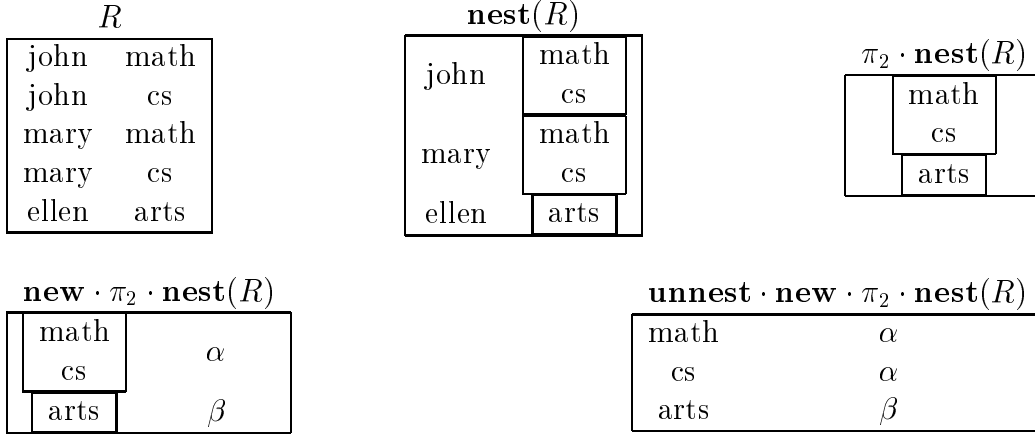 R
john math
john cs
mary math
mary cs
ellen arts
nest(R)
john math
cs
mary math
cs
ellen arts
π₂ · nest(R)
math
cs
arts
new · π₂ · nest(R)
math
cs
α
arts β
unnest · new · π₂ · nest(R)
math α
cs α
arts β